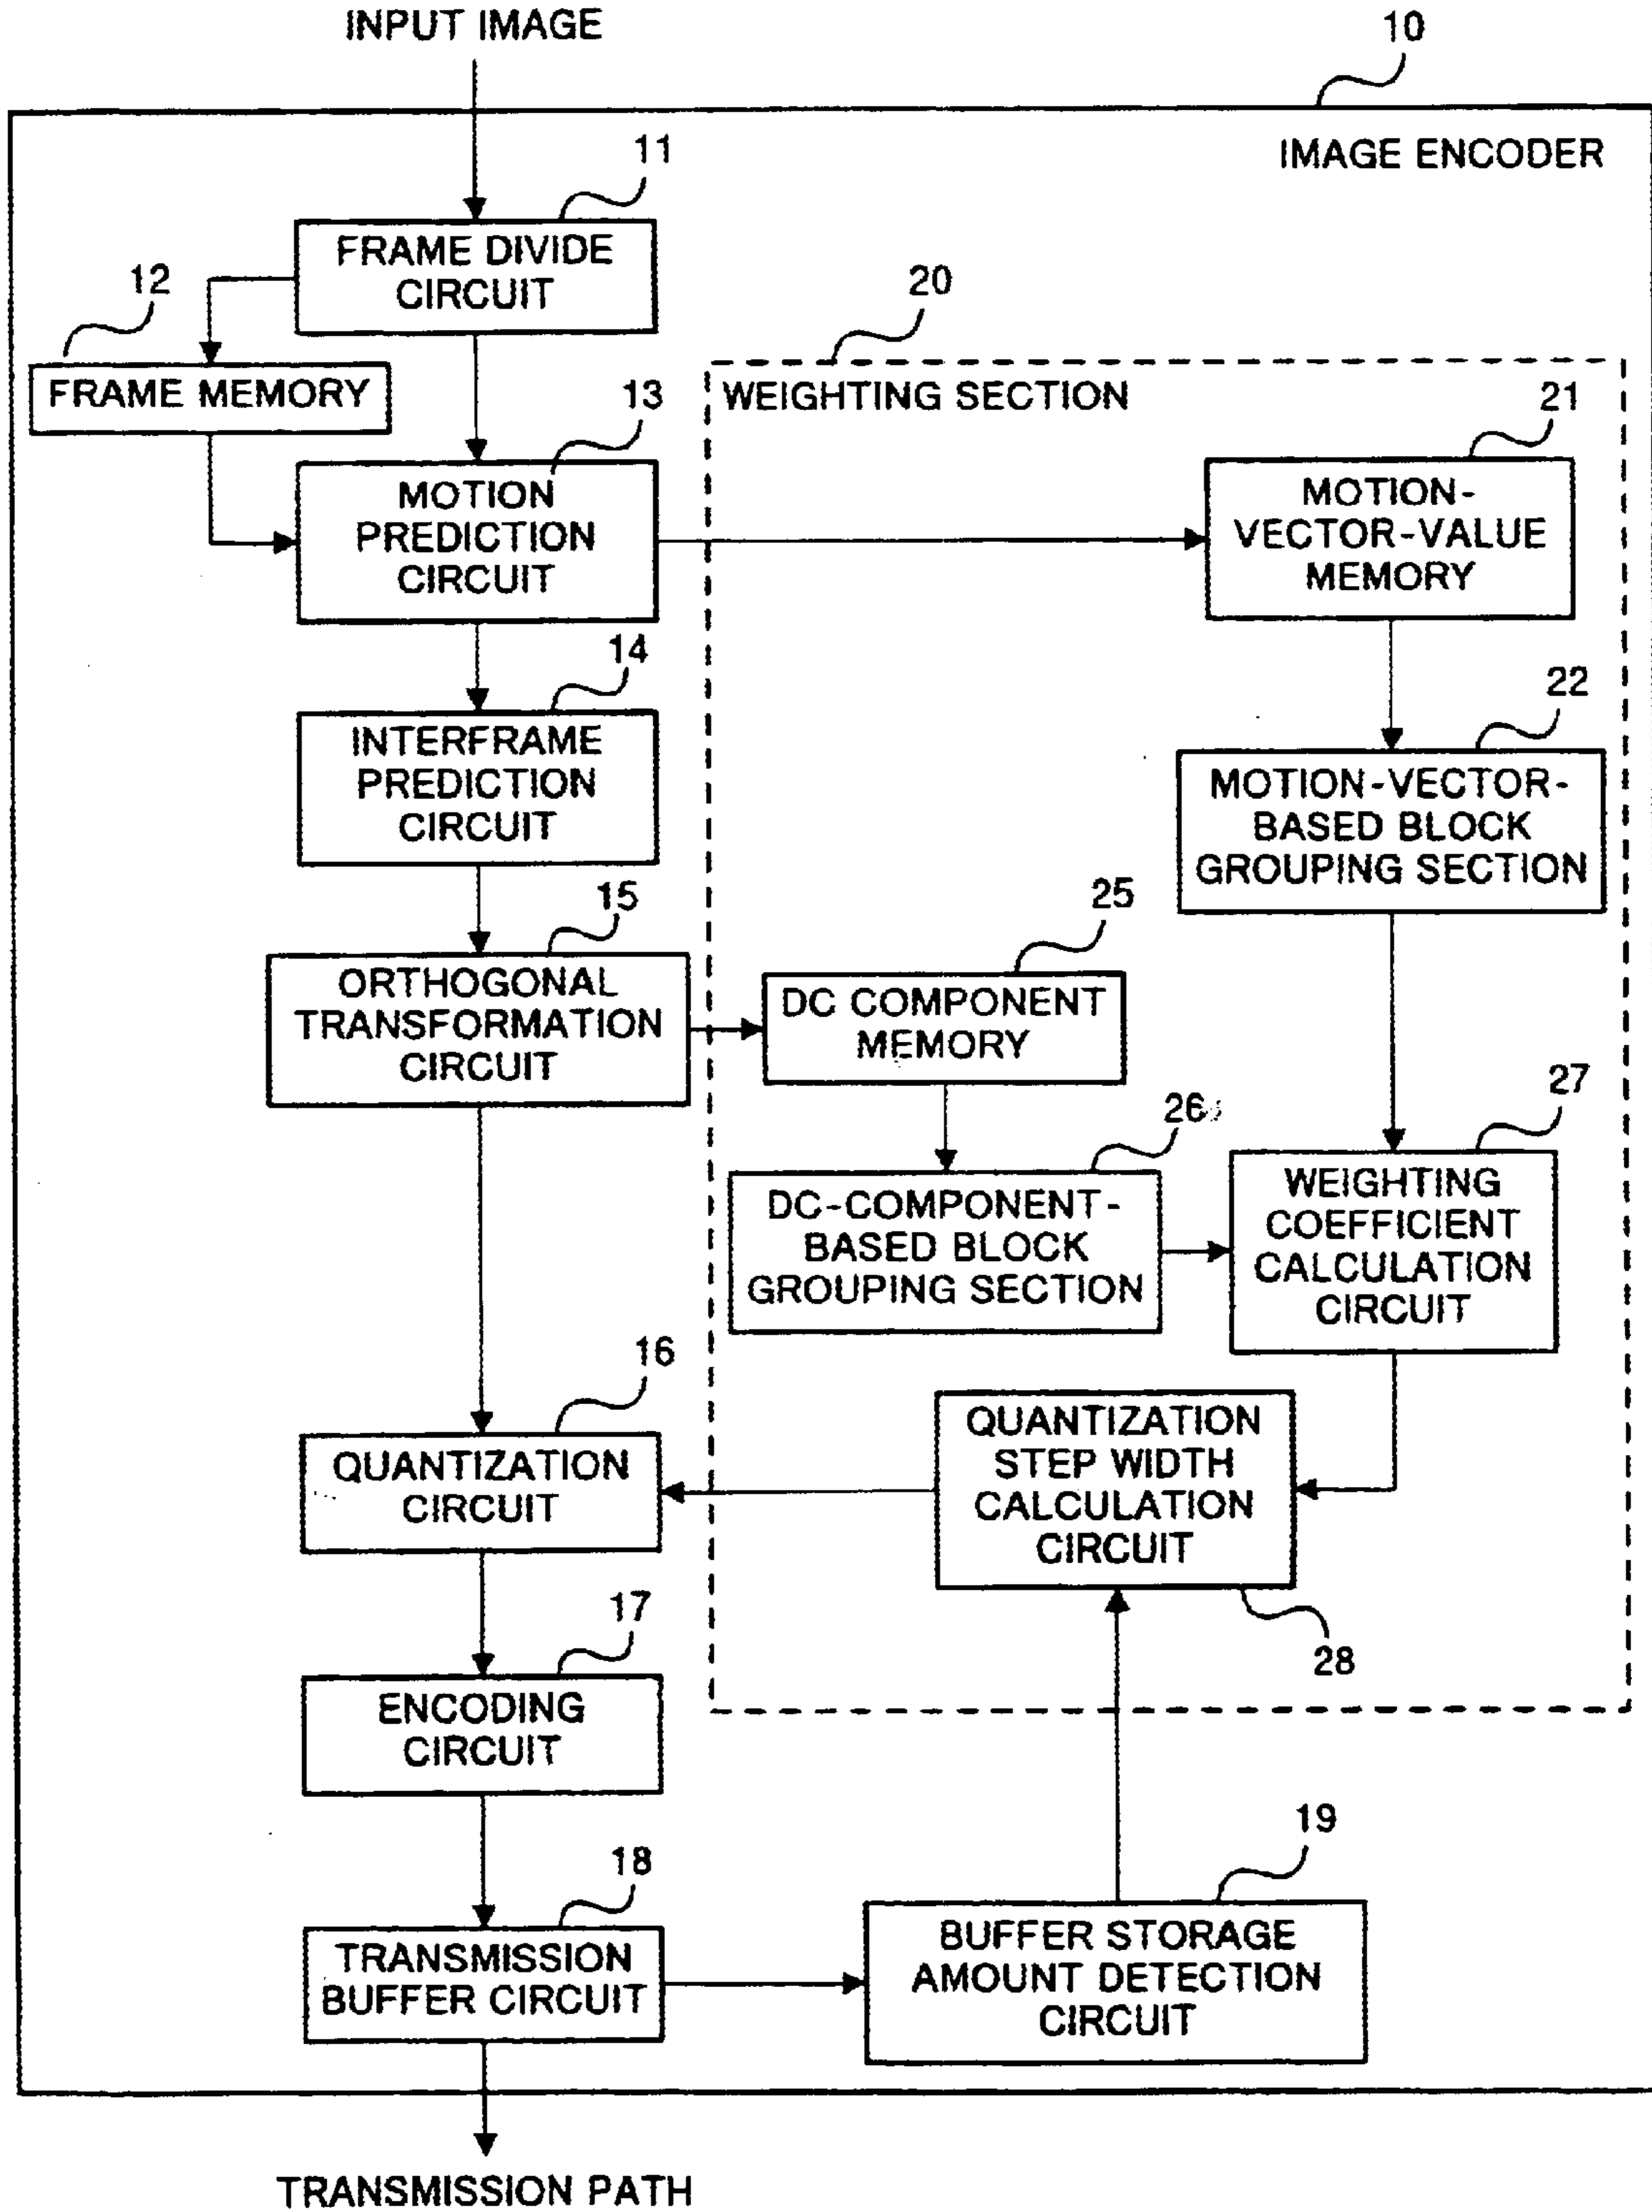 INPUT IMAGE
10
IMAGE ENCODER
11
FRAME DIVIDE
CIRCUIT
12
FRAME MEMORY
20
WEIGHTING SECTION
13
MOTION
PREDICTION
CIRCUIT
21
MOTION-
VECTOR-VALUE
MEMORY
14
INTERFRAME
PREDICTION
CIRCUIT
22
MOTION-VECTOR-
BASED BLOCK
GROUPING SECTION
15
ORTHOGONAL
TRANSFORMATION
CIRCUIT
25
DC COMPONENT
MEMORY
26
DC-COMPONENT-
BASED BLOCK
GROUPING SECTION
27
WEIGHTING
COEFFICIENT
CALCULATION
CIRCUIT
16
QUANTIZATION
CIRCUIT
QUANTIZATION
STEP WIDTH
CALCULATION
CIRCUIT
28
17
ENCODING
CIRCUIT
18
TRANSMISSION
BUFFER CIRCUIT
19
BUFFER STORAGE
AMOUNT DETECTION
CIRCUIT
TRANSMISSION PATH